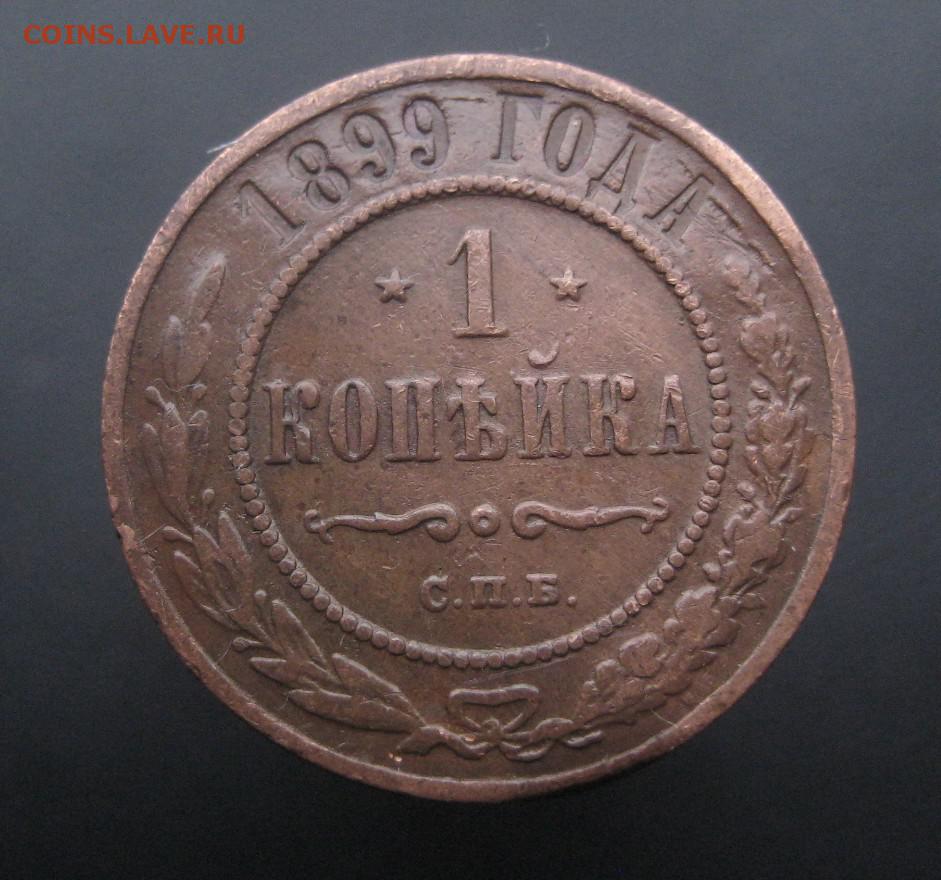 COINS.LAVE.RU
1899 ГОДА
1
КОПѢЙКА
С.П.Б.